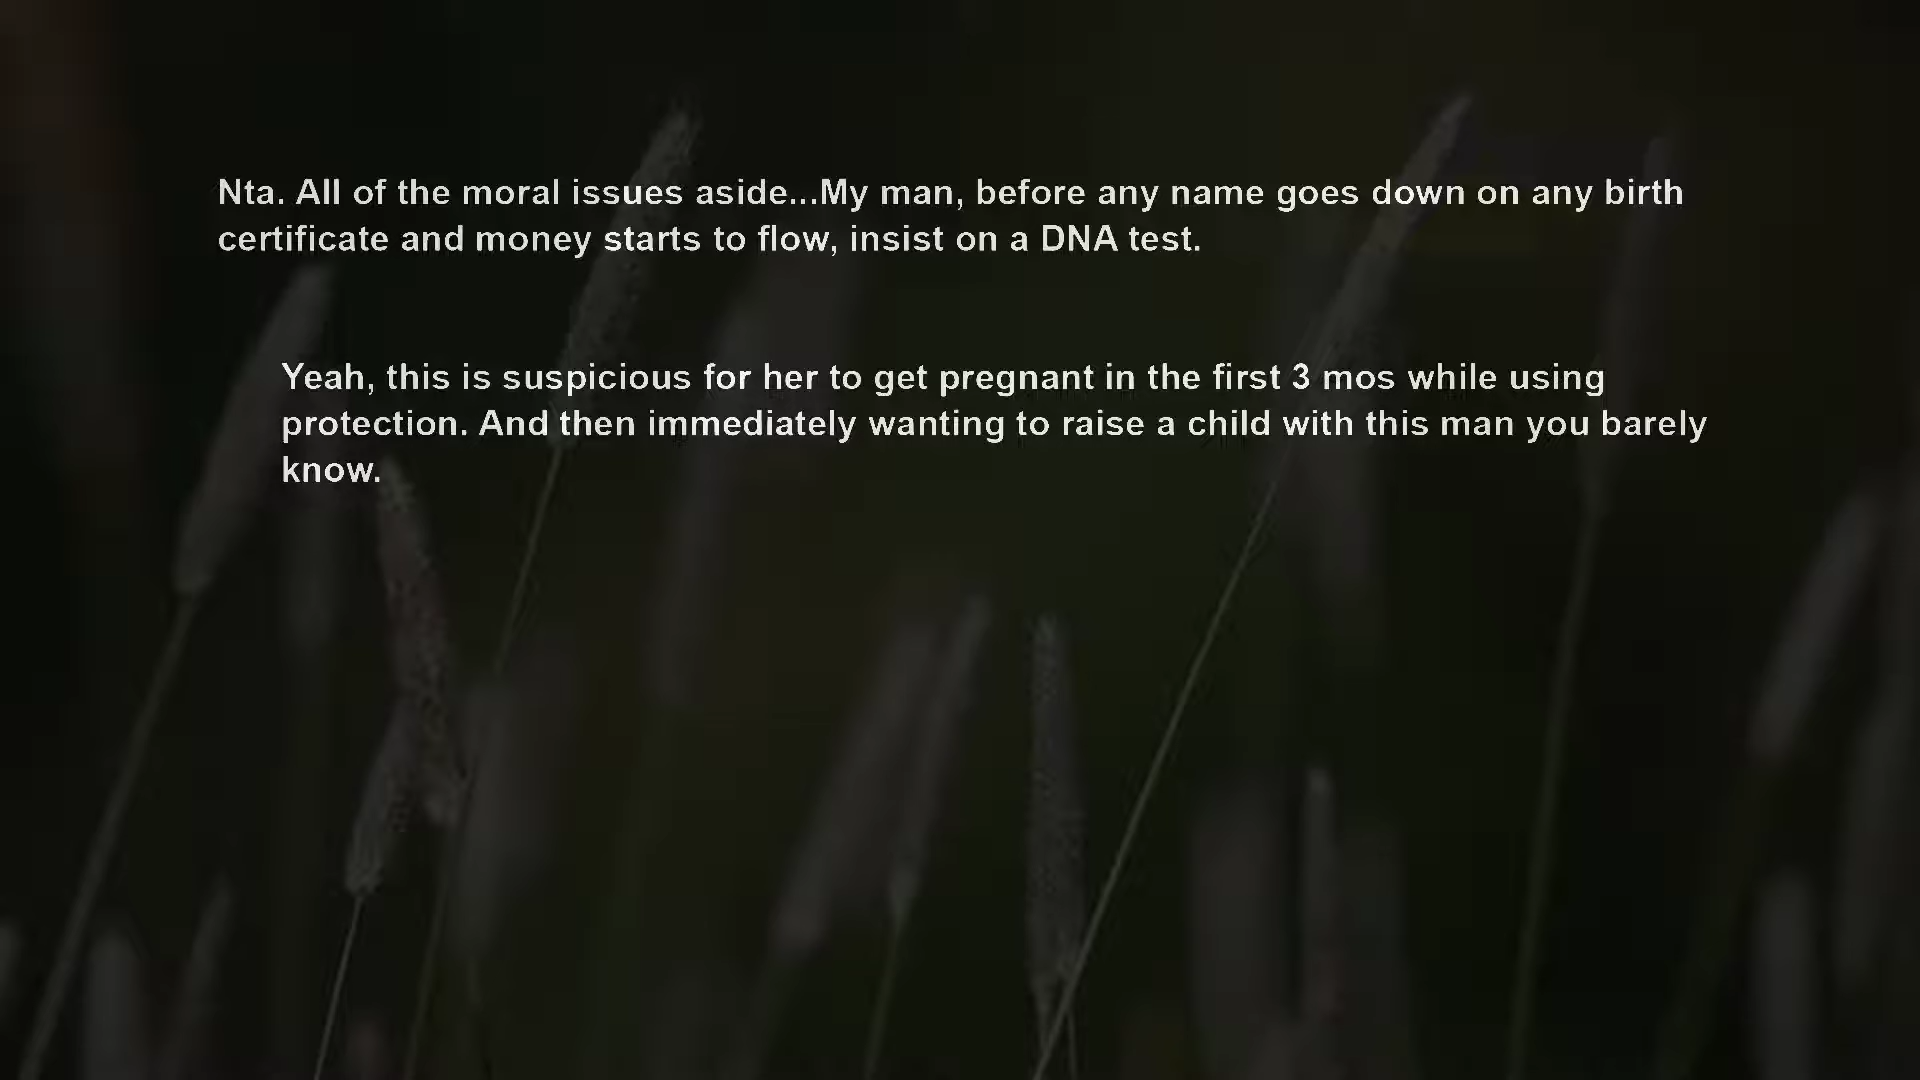 Nta. All of the moral issues aside...My man, before any name goes down on any birth
certificate and money starts to flow, insist on a DNA test.
Yeah, this is suspicious for her to get pregnant in the first 3 mos while using
protection. And then immediately wanting to raise a child with this man you barely
know.